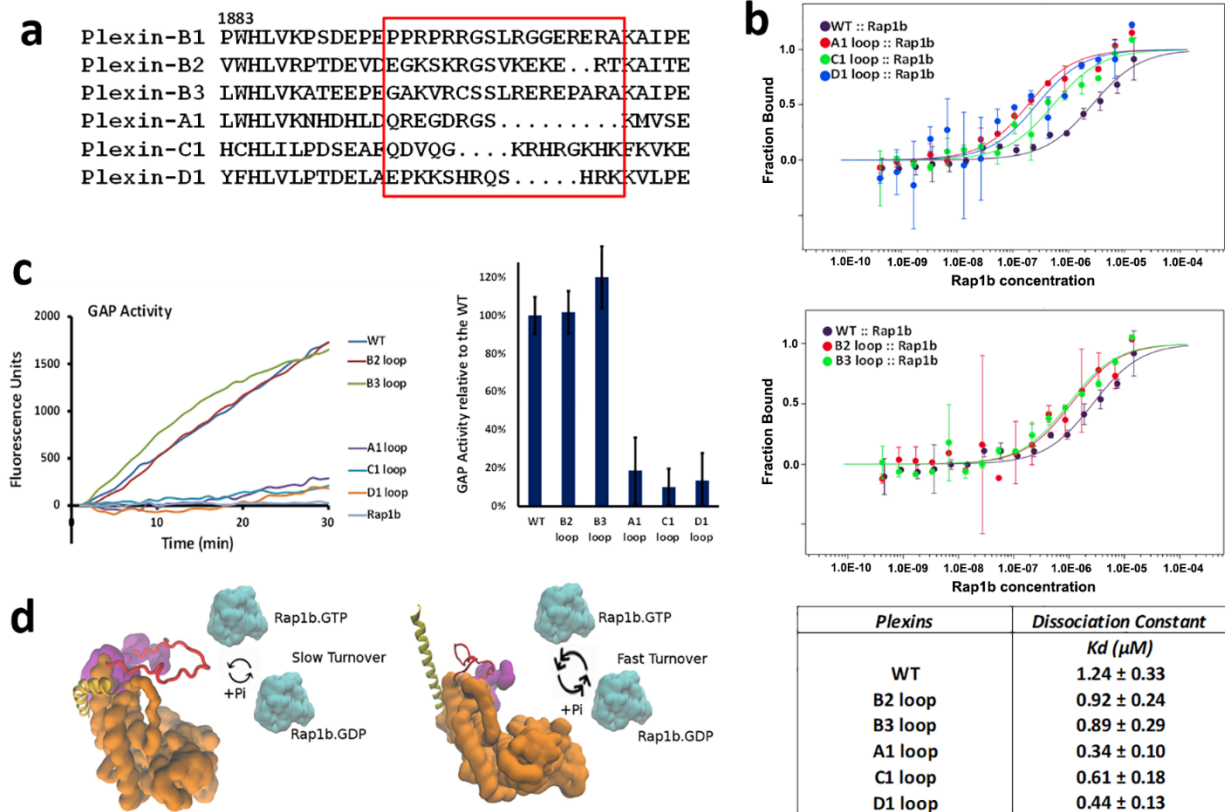 a
1883
Plexin-B1 PWHLVKPSDEPEPPRPRRGSLRGGERERAKAIPE
Plexin-B2 VWHLVRPTDEVDEGKSKRGSVKEKE..RTKAITE
Plexin-B3 LWHLVKATEEPEGAKVRCSSLREREPARAKAIPE
Plexin-A1 LWHLVKNHDHLDQREGDRGS.........KMVSE
Plexin-C1 HCHLILPDSEAFQDVQG....KRHRGKHKFKVKE
Plexin-D1 YFHLVLPTDELAEPKKSHRQS.....HRKKVLPE
b
WT :: Rap1b
A1 loop :: Rap1b
C1 loop :: Rap1b
D1 loop :: Rap1b
Fraction Bound
1.0
0.5
0.0
1.0E-10 1.0E-09 1.0E-08 1.0E-07 1.0E-06 1.0E-05 1.0E-04
Rap1b concentration
WT :: Rap1b
B2 loop :: Rap1b
B3 loop :: Rap1b
Fraction Bound
1.0
0.5
0.0
1.0E-10 1.0E-09 1.0E-08 1.0E-07 1.0E-06 1.0E-05 1.0E-04
Rap1b concentration
Plexins Dissociation Constant
Kd (μM)
WT 1.24 ± 0.33
B2 loop 0.92 ± 0.24
B3 loop 0.89 ± 0.29
A1 loop 0.34 ± 0.10
C1 loop 0.61 ± 0.18
D1 loop 0.44 ± 0.13
c
GAP Activity
Fluorescence Units
2000
1500
1000
500
0
0 10 20 30
Time (min)
WT
B2 loop
B3 loop
A1 loop
C1 loop
D1 loop
Rap1b
GAP Activity relative to the WT
120%
100%
80%
60%
40%
20%
0%
WT B2 loop B3 loop A1 loop C1 loop D1 loop
d
Rap1b.GTP
Slow Turnover
+Pi
Rap1b.GDP
Rap1b.GTP
Fast Turnover
+Pi
Rap1b.GDP